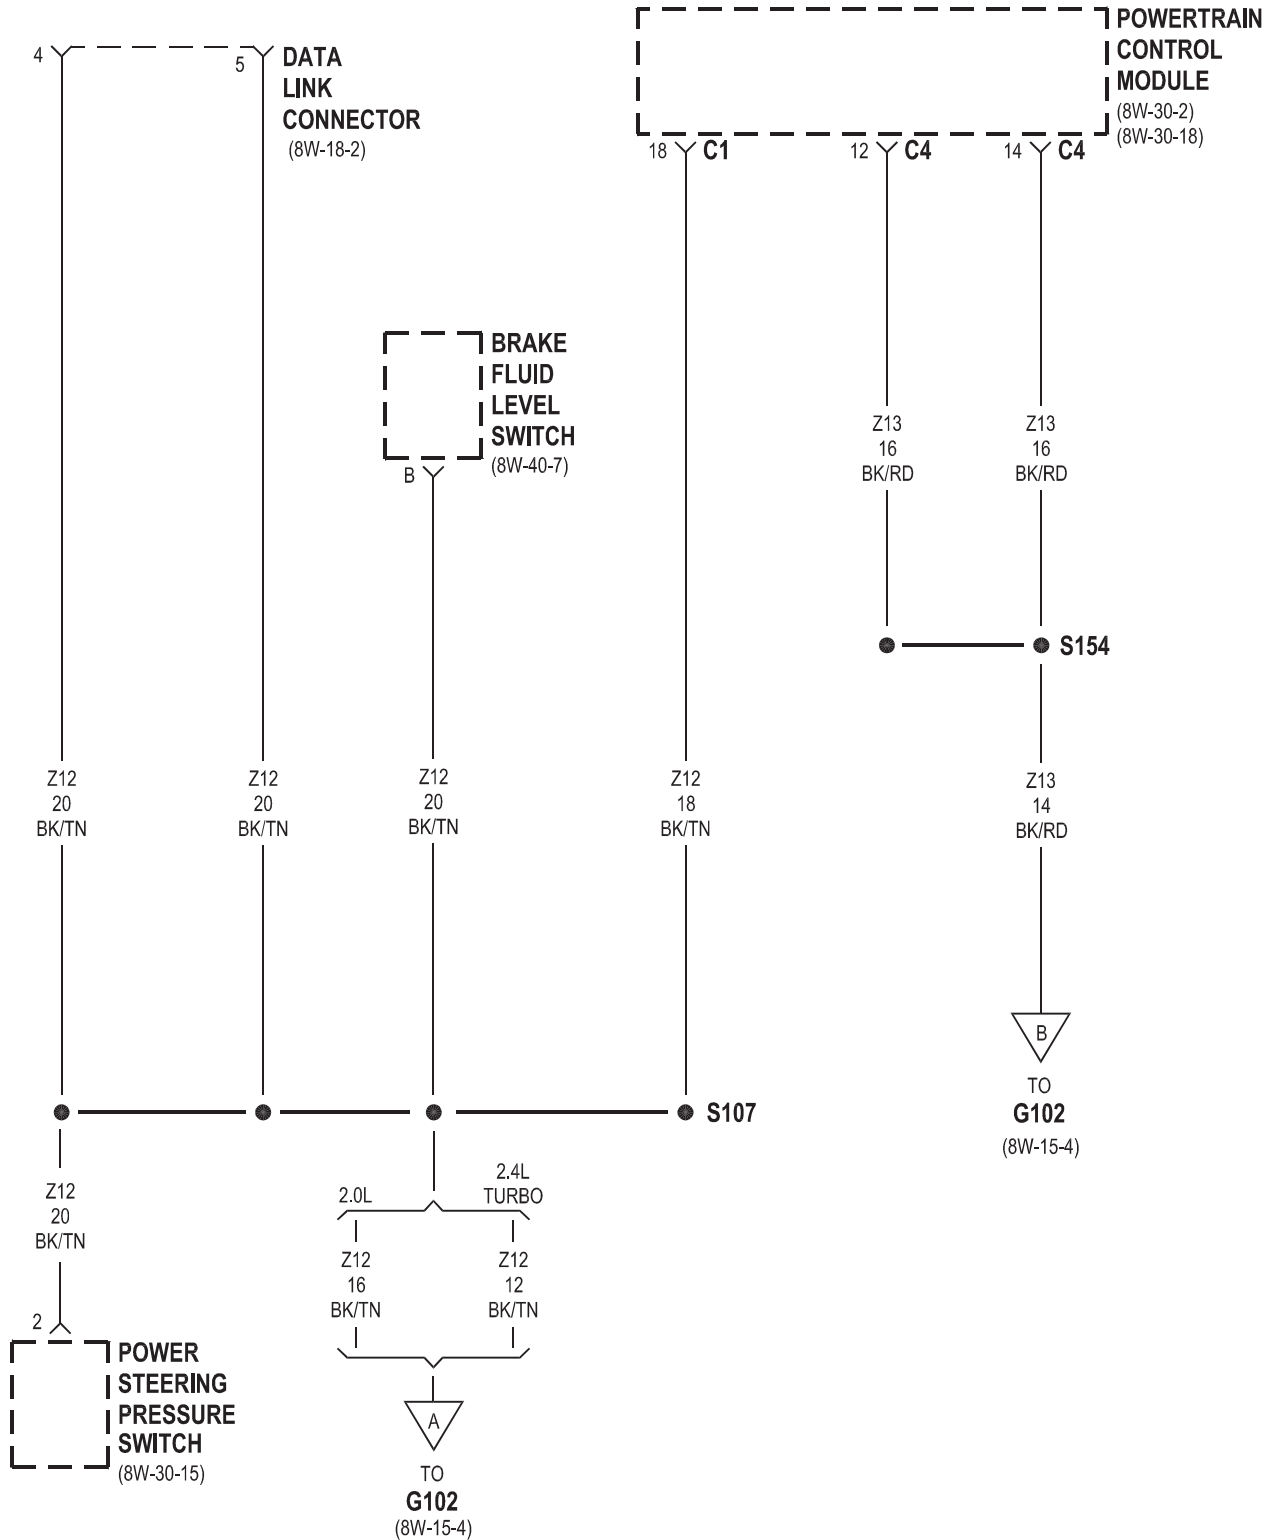 4
5
DATA
LINK
CONNECTOR
(8W-18-2)
POWERTRAIN
CONTROL
MODULE
(8W-30-2)
(8W-30-18)
18
C1
12
C4
14
C4
BRAKE
FLUID
LEVEL
SWITCH
(8W-40-7)
B
Z13
16
BK/RD
Z13
16
BK/RD
S154
Z12
20
BK/TN
Z12
20
BK/TN
Z12
20
BK/TN
Z12
18
BK/TN
Z13
14
BK/RD
B
TO
G102
(8W-15-4)
S107
Z12
20
BK/TN
2.0L
2.4L
TURBO
Z12
16
BK/TN
Z12
12
BK/TN
2
POWER
STEERING
PRESSURE
SWITCH
(8W-30-15)
A
TO
G102
(8W-15-4)